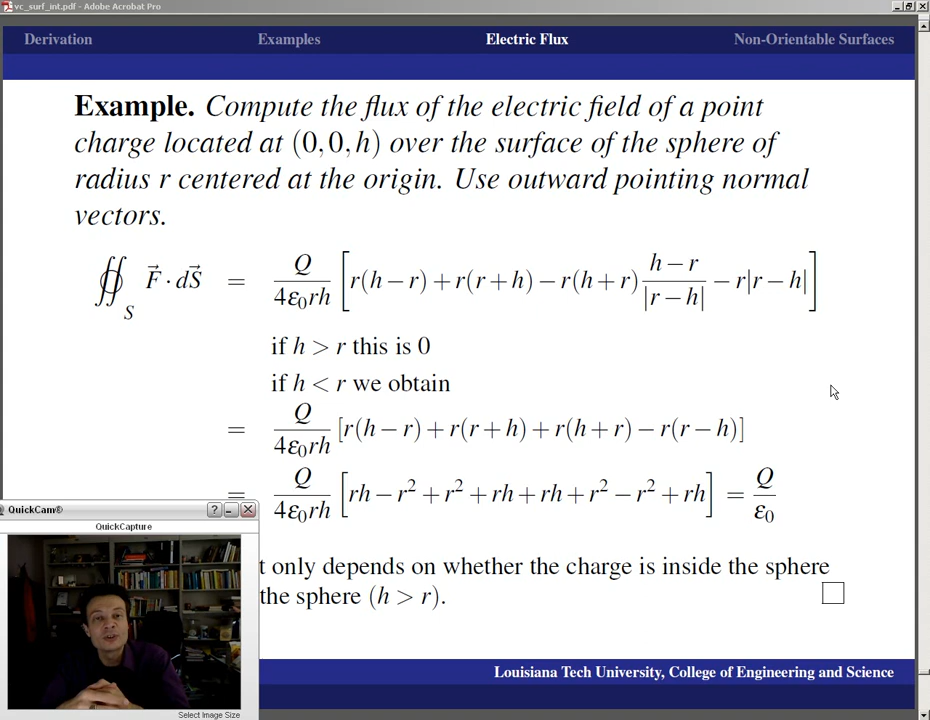 vc_surf_int.pdf - Adobe Acrobat Pro
Derivation Examples Electric Flux Non-Orientable Surfaces
Example. Compute the flux of the electric field of a point
charge located at (0,0,h) over the surface of the sphere of
radius r centered at the origin. Use outward pointing normal
vectors.
∯_S F⃗ · dS⃗ = Q/(4ε₀rh) [r(h − r) + r(r + h) − r(h + r) (h − r)/|r − h| − r|r − h|]
if h > r this is 0
if h < r we obtain
= Q/(4ε₀rh) [r(h − r) + r(r + h) + r(h + r) − r(r − h)]
= Q/(4ε₀rh) [rh − r² + r² + rh + rh + r² − r² + rh] = Q/ε₀
t only depends on whether the charge is inside the sphere
the sphere (h > r).
QuickCam®
QuickCapture
Select Image Size
Louisiana Tech University, College of Engineering and Science